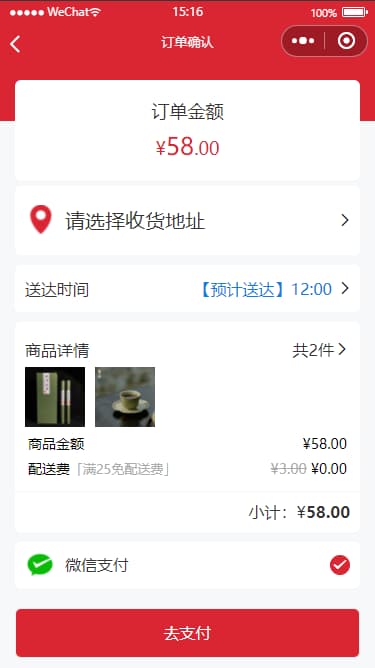 WeChat 15:16 100%
订单确认
订单金额
¥58.00
请选择收货地址
送达时间 【预计送达】12:00
商品详情 共2件
商品金额 ¥58.00
配送费「满25免配送费」 ¥3.00 ¥0.00
小计：¥58.00
微信支付
去支付